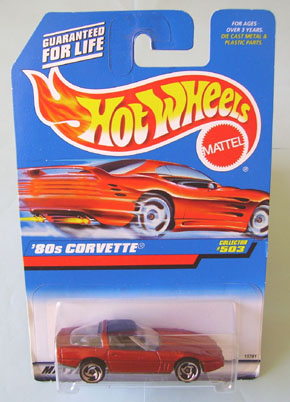 GUARANTEED
FOR LIFE
FOR AGES
OVER 3 YEARS.
DIE CAST METAL &
PLASTIC PARTS.
HOT WHEELS
MATTEL
®
'80s CORVETTE®
COLLECTOR
#503